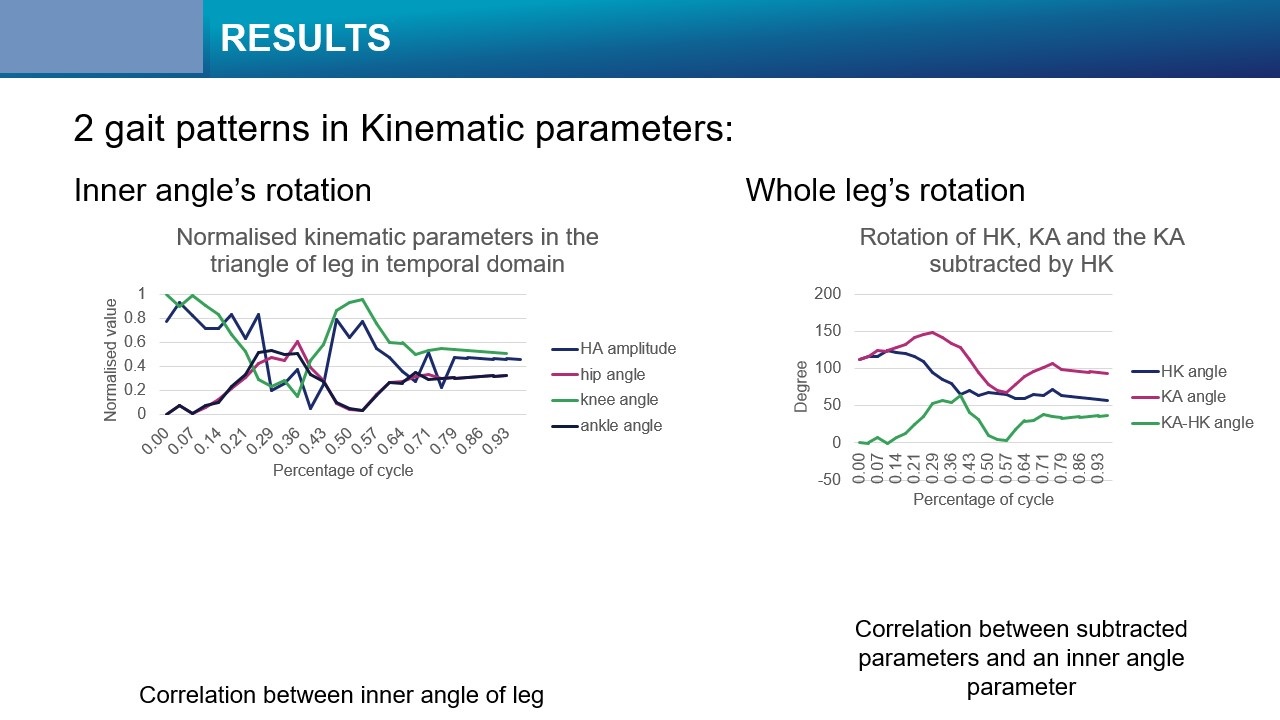 RESULTS
2 gait patterns in Kinematic parameters:
Inner angle’s rotation
Whole leg’s rotation
Normalised kinematic parameters in the
triangle of leg in temporal domain
Normalised value
1
0.8
0.6
0.4
0.2
0
0.00
0.07
0.14
0.21
0.29
0.36
0.43
0.50
0.57
0.64
0.71
0.79
0.86
0.93
Percentage of cycle
HA amplitude
hip angle
knee angle
ankle angle
Rotation of HK, KA and the KA
subtracted by HK
Degree
200
150
100
50
0
-50
0.00
0.07
0.14
0.21
0.29
0.36
0.43
0.50
0.57
0.64
0.71
0.79
0.86
0.93
Percentage of cycle
HK angle
KA angle
KA-HK angle
Correlation between inner angle of leg
Correlation between subtracted
parameters and an inner angle
parameter